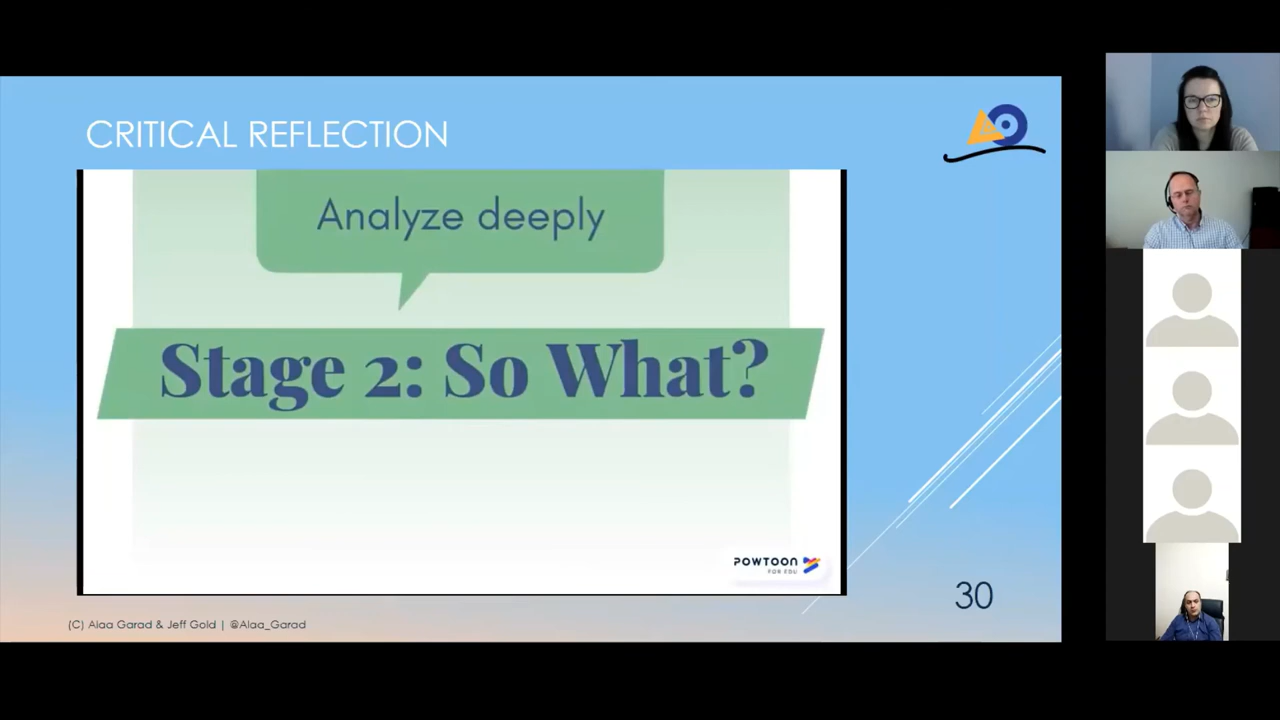 CRITICAL REFLECTION
Analyze deeply
Stage 2: So What?
POWTOON
FOR EDU
30
(C) Alaa Garad & Jeff Gold | @Alaa_Garad